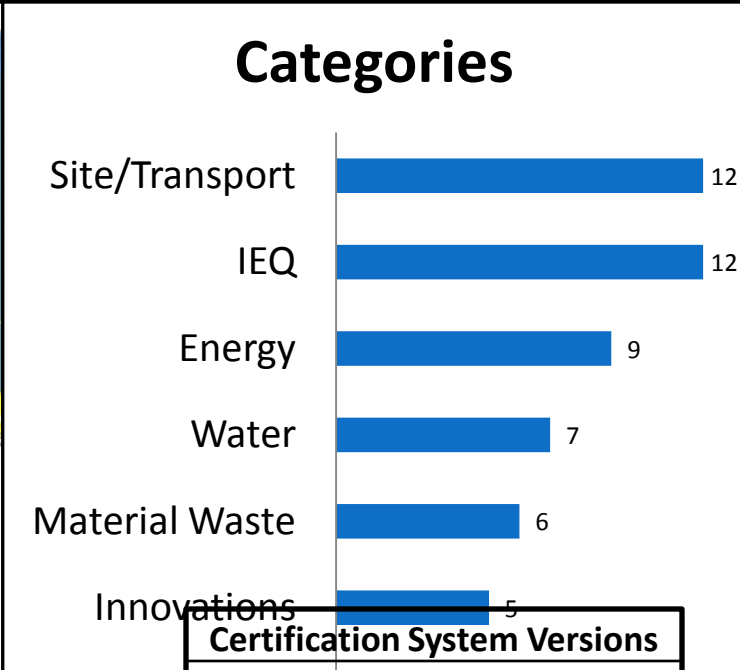 Categories
Site/Transport 12
IEQ 12
Energy 9
Water 7
Material Waste 6
Innovations 5
Certification System Versions